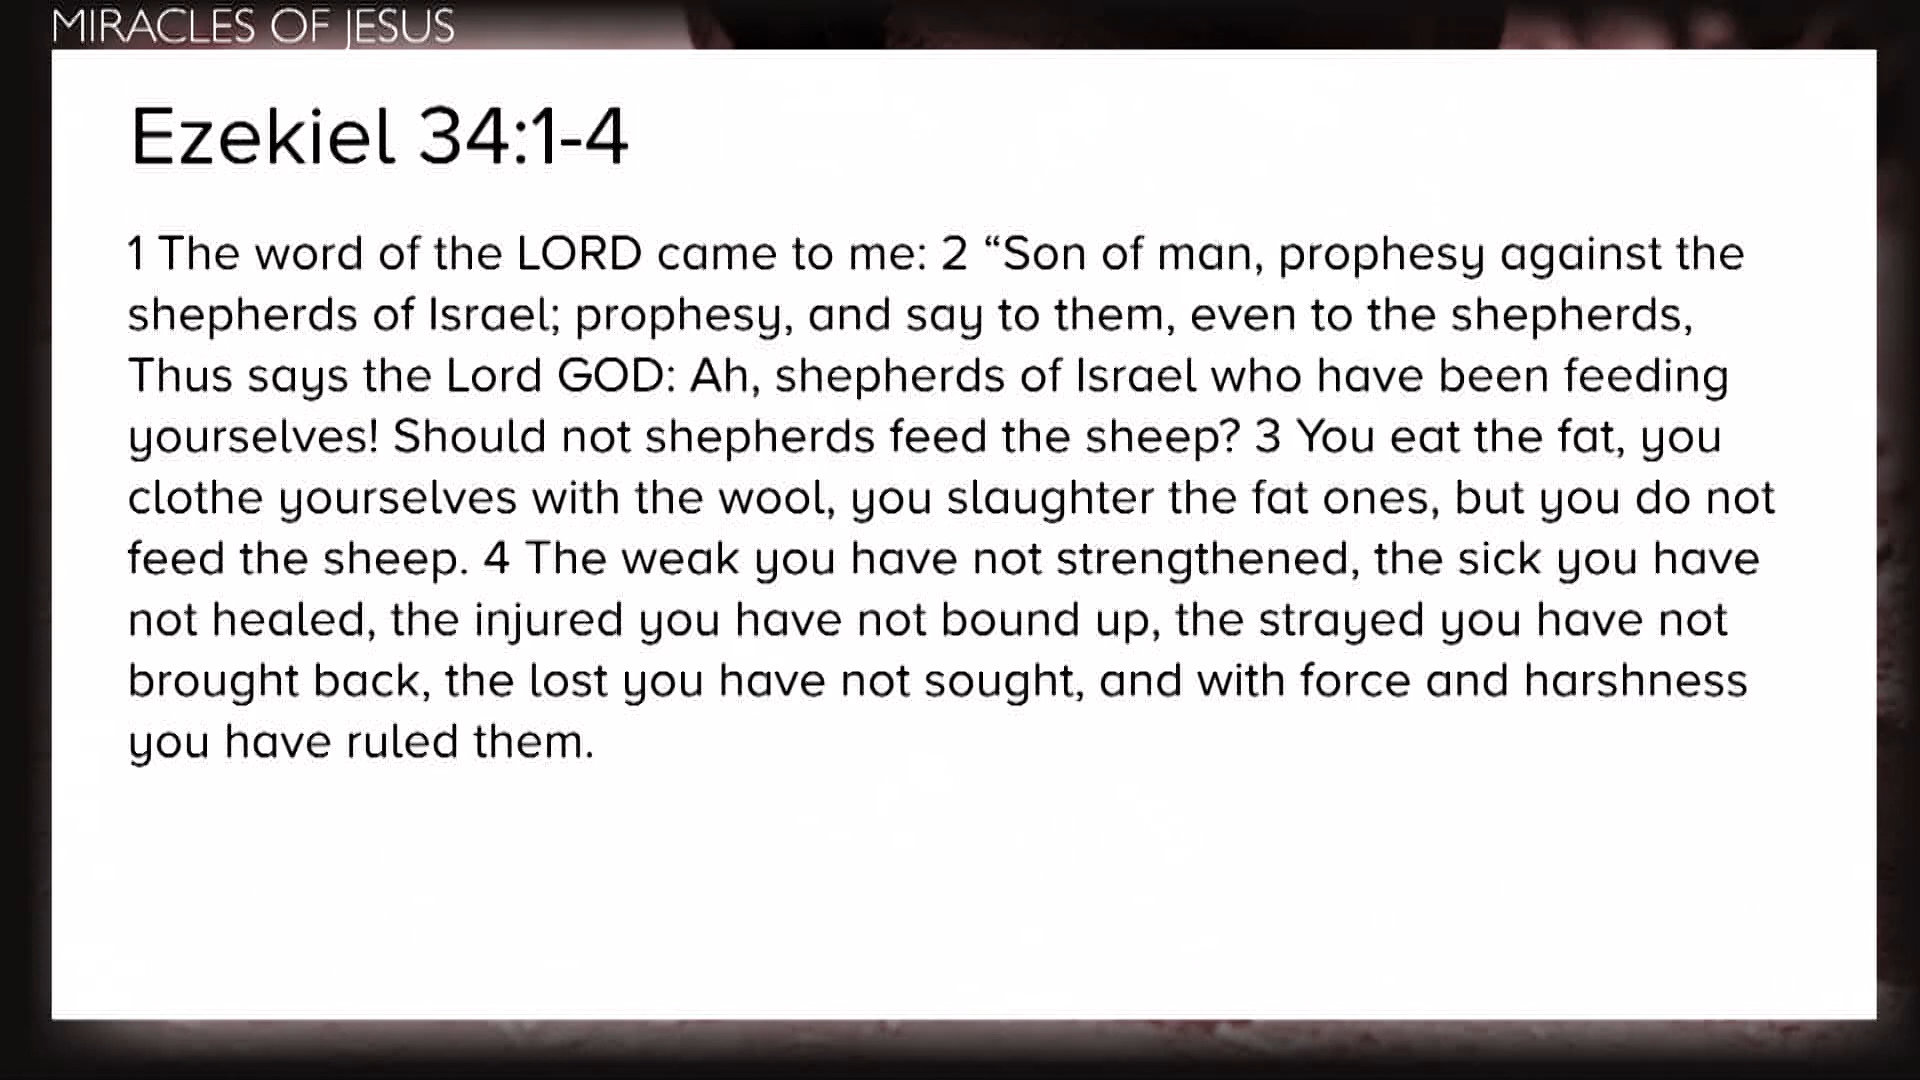 MIRACLES OF JESUS
Ezekiel 34:1-4
1 The word of the LORD came to me: 2 “Son of man, prophesy against the
shepherds of Israel; prophesy, and say to them, even to the shepherds,
Thus says the Lord GOD: Ah, shepherds of Israel who have been feeding
yourselves! Should not shepherds feed the sheep? 3 You eat the fat, you
clothe yourselves with the wool, you slaughter the fat ones, but you do not
feed the sheep. 4 The weak you have not strengthened, the sick you have
not healed, the injured you have not bound up, the strayed you have not
brought back, the lost you have not sought, and with force and harshness
you have ruled them.